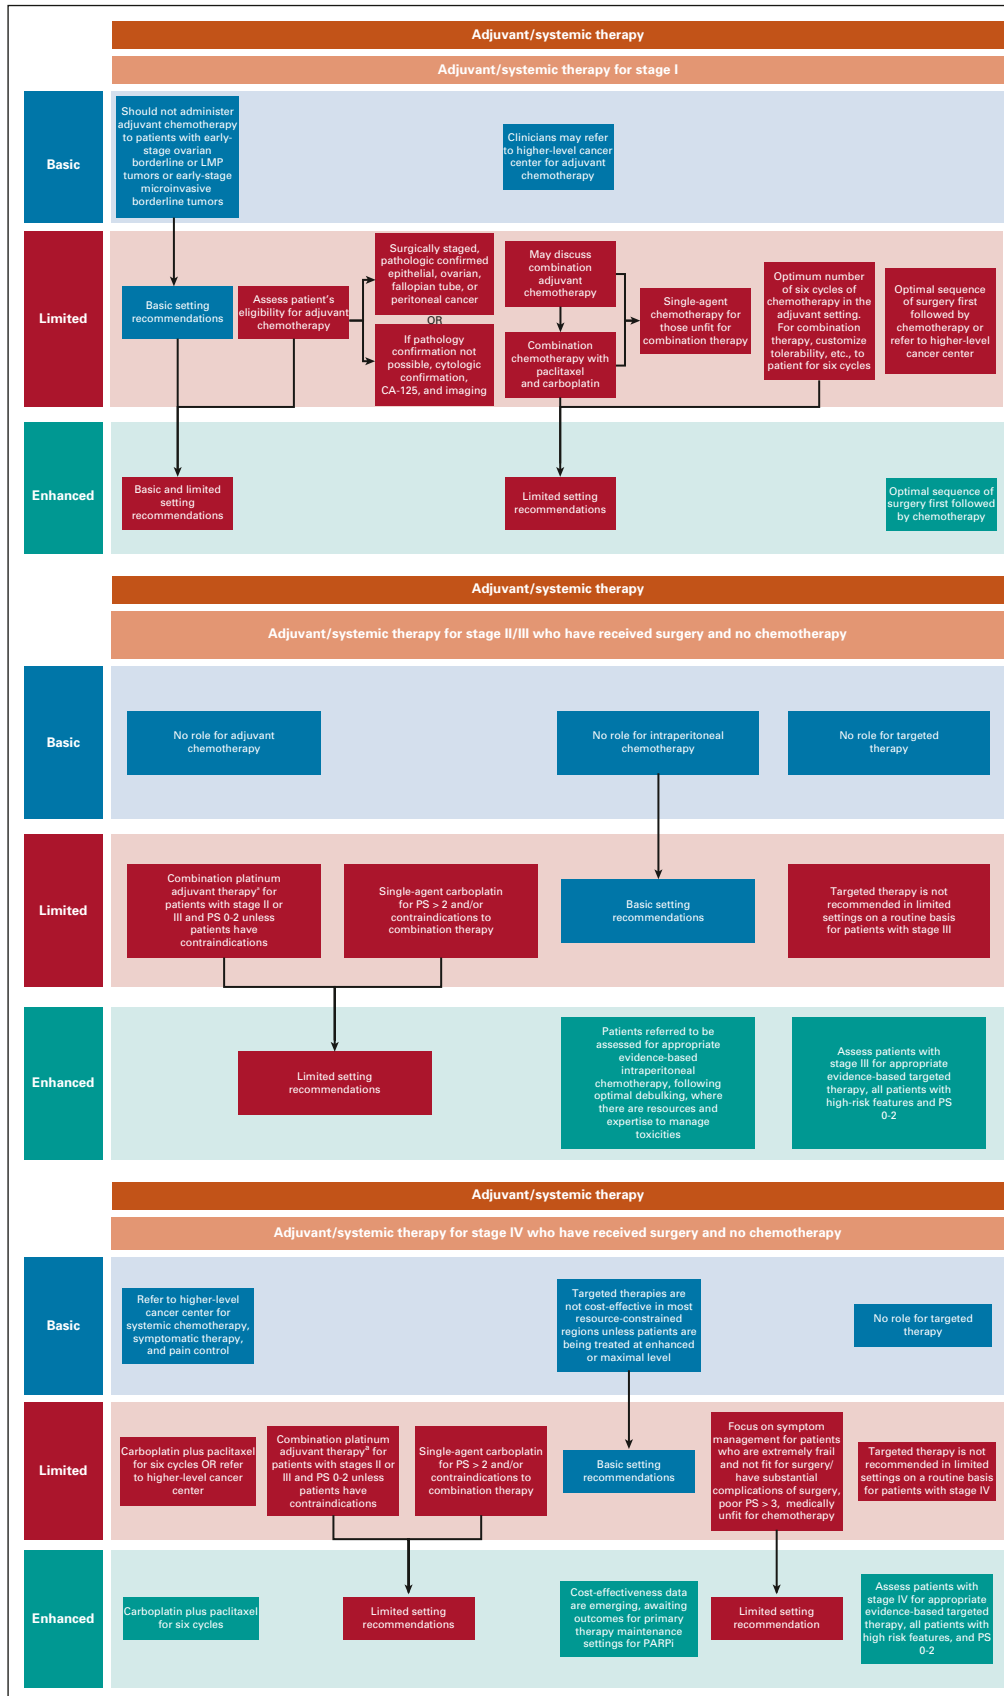 Adjuvant/systemic therapy
Adjuvant/systemic therapy for stage I
Basic
Should not administer
adjuvant chemotherapy
to patients with early-
stage ovarian
borderline or LMP
tumors or early-stage
microinvasive
borderline tumors
Clinicians may refer
to higher-level cancer
center for adjuvant
chemotherapy
Limited
Basic setting
recommendations
Assess patient's
eligibility for adjuvant
chemotherapy
Surgically staged,
pathologic confirmed
epithelial, ovarian,
fallopian tube, or
peritoneal cancer
OR
If pathology
confirmation not
possible, cytologic
confirmation,
CA-125, and imaging
May discuss
combination
adjuvant
chemotherapy
Combination
chemotherapy with
paclitaxel
and carboplatin
Single-agent
chemotherapy for
those unfit for
combination therapy
Optimum number
of six cycles of
chemotherapy in the
adjuvant setting.
For combination
therapy, customize
tolerability, etc., to
patient for six cycles
Optimal sequence
of surgery first
followed by
chemotherapy or
refer to higher-level
cancer center
Enhanced
Basic and limited
setting
recommendations
Limited setting
recommendations
Optimal sequence of
surgery first followed
by chemotherapy
Adjuvant/systemic therapy
Adjuvant/systemic therapy for stage II/III who have received surgery and no chemotherapy
Basic
No role for adjuvant
chemotherapy
No role for intraperitoneal
chemotherapy
No role for targeted
therapy
Limited
Combination platinum
adjuvant therapyª for
patients with stage II or
III and PS 0-2 unless
patients have
contraindications
Single-agent carboplatin
for PS > 2 and/or
contraindications to
combination therapy
Basic setting
recommendations
Targeted therapy is not
recommended in limited
settings on a routine basis
for patients with stage III
Enhanced
Limited setting
recommendations
Patients referred to be
assessed for appropriate
evidence-based
intraperitoneal
chemotherapy, following
optimal debulking, where
there are resources and
expertise to manage
toxicities
Assess patients with
stage III for appropriate
evidence-based targeted
therapy, all patients with
high-risk features and PS
0-2
Adjuvant/systemic therapy
Adjuvant/systemic therapy for stage IV who have received surgery and no chemotherapy
Basic
Refer to higher-level
cancer center for
systemic chemotherapy,
symptomatic therapy,
and pain control
Targeted therapies are
not cost-effective in most
resource-constrained
regions unless patients are
being treated at enhanced
or maximal level
No role for targeted
therapy
Limited
Carboplatin plus paclitaxel
for six cycles OR refer
to higher-level cancer
center
Combination platinum
adjuvant therapyª for
patients with stages II or
III and PS 0-2 unless
patients have
contraindications
Single-agent carboplatin
for PS > 2 and/or
contraindications to
combination therapy
Basic setting
recommendations
Focus on symptom
management for patients
who are extremely frail
and not fit for surgery/
have substantial
complications of surgery,
poor PS > 3, medically
unfit for chemotherapy
Targeted therapy is not
recommended in limited
settings on a routine basis
for patients with stage IV
Enhanced
Carboplatin plus paclitaxel
for six cycles
Limited setting
recommendations
Cost-effectiveness data
are emerging, awaiting
outcomes for primary
therapy maintenance
settings for PARPi
Limited setting
recommendation
Assess patients with
stage IV for appropriate
evidence-based targeted
therapy, all patients with
high risk features, and PS
0-2